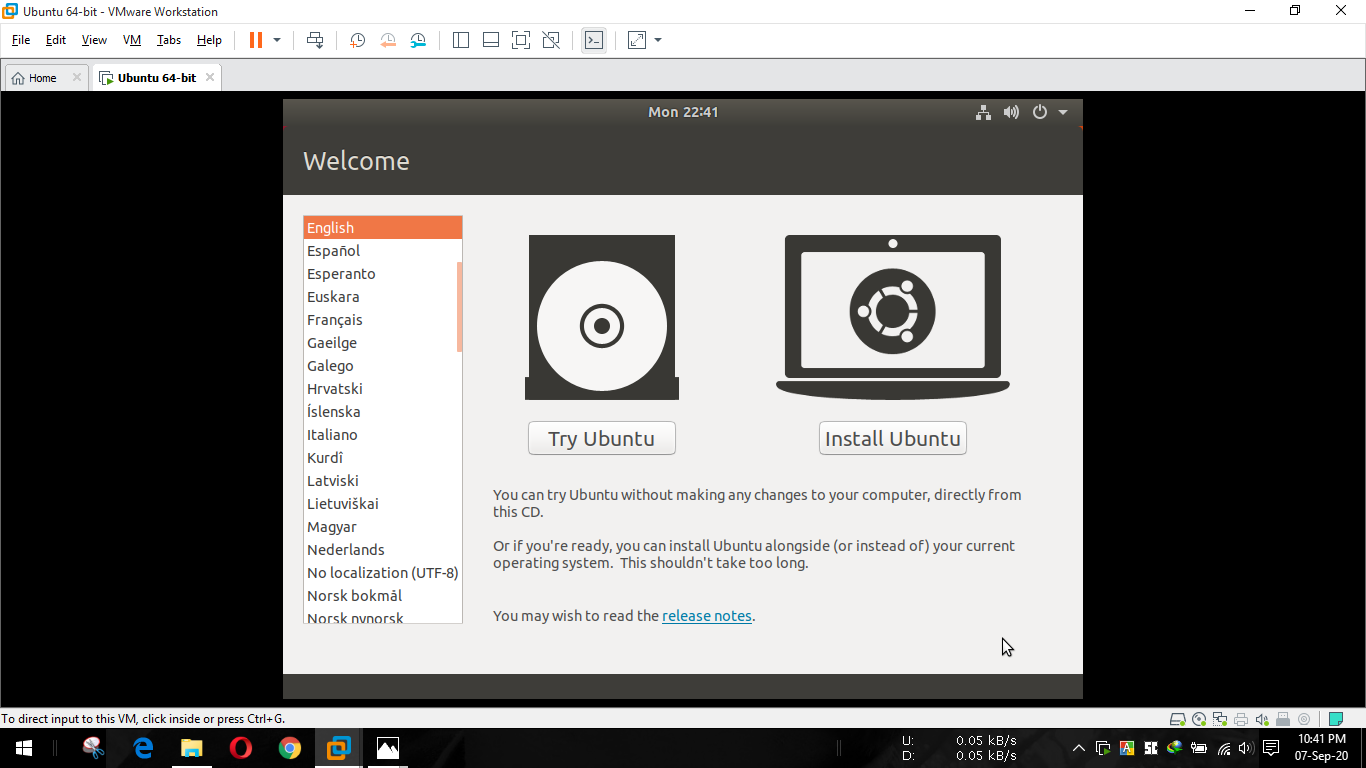 Ubuntu 64-bit - VMware Workstation
File Edit View VM Tabs Help
Home
Ubuntu 64-bit
Mon 22:41
Welcome
English
Español
Esperanto
Euskara
Français
Gaeilge
Galego
Hrvatski
Íslenska
Italiano
Kurdî
Latviski
Lietuviškai
Magyar
Nederlands
No localization (UTF-8)
Norsk bokmål
Norsk nynorsk
Try Ubuntu
Install Ubuntu
You can try Ubuntu without making any changes to your computer, directly from
this CD.
Or if you're ready, you can install Ubuntu alongside (or instead of) your current
operating system.  This shouldn't take too long.
You may wish to read the release notes.
To direct input to this VM, click inside or press Ctrl+G.
U: 0.05 kB/s
D: 0.05 kB/s
10:41 PM
07-Sep-20